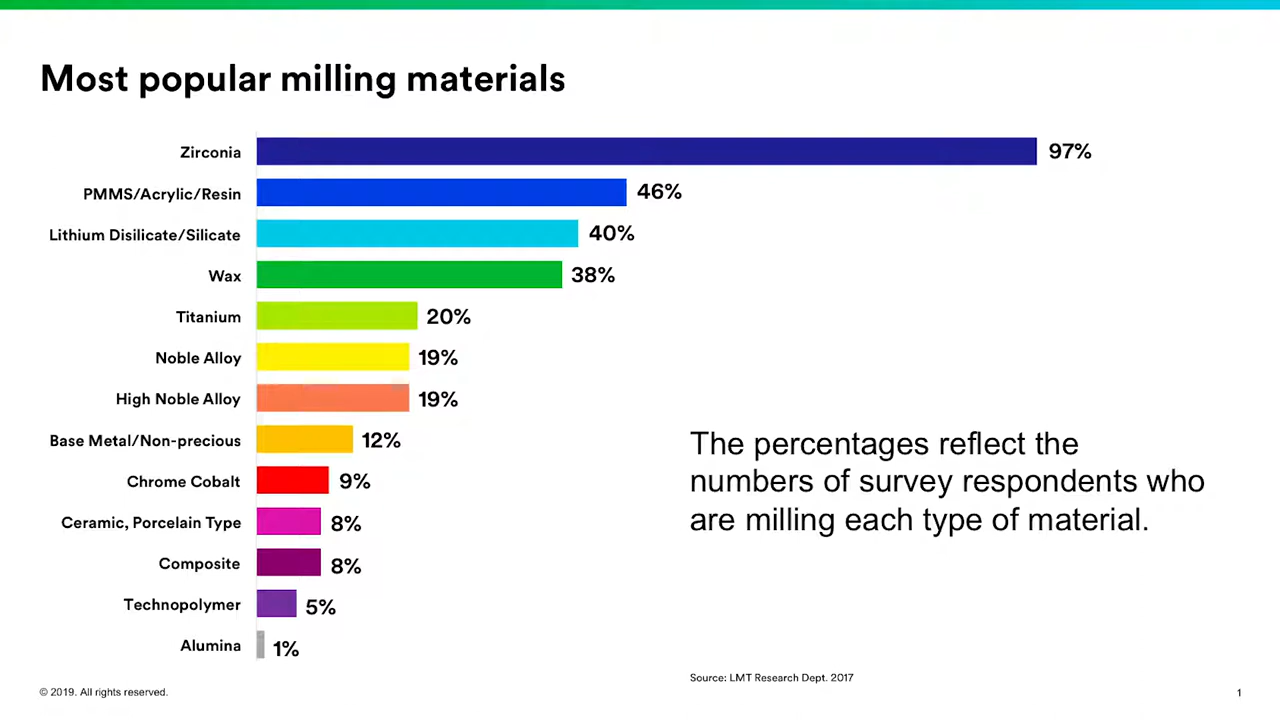 Most popular milling materials
Zirconia 97%
PMMS/Acrylic/Resin 46%
Lithium Disilicate/Silicate 40%
Wax 38%
Titanium 20%
Noble Alloy 19%
High Noble Alloy 19%
Base Metal/Non-precious 12%
Chrome Cobalt 9%
Ceramic, Porcelain Type 8%
Composite 8%
Technopolymer 5%
Alumina 1%
The percentages reflect the
numbers of survey respondents who
are milling each type of material.
Source: LMT Research Dept. 2017
© 2019. All rights reserved.
1